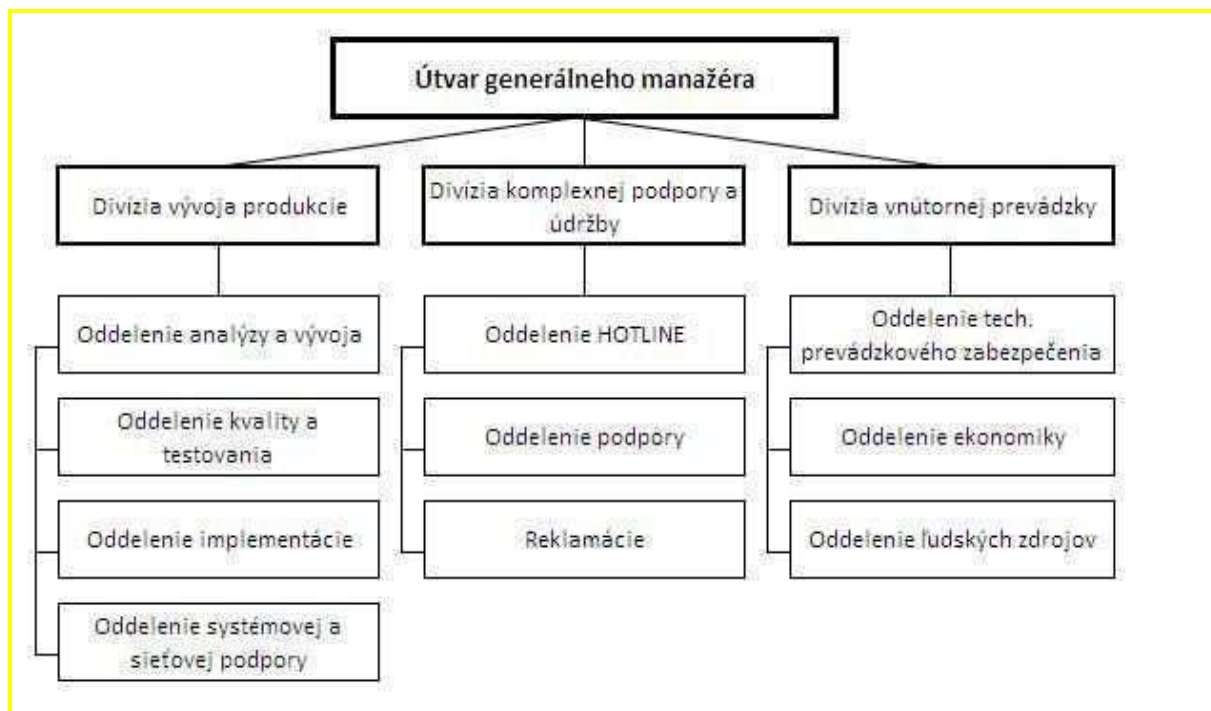 Útvar generálneho manažéra
Divízia vývoja produkcie
Divízia komplexnej podpory a
údržby
Divízia vnútornej prevádzky
Oddelenie analýzy a vývoja
Oddelenie kvality a
testovania
Oddelenie implementácie
Oddelenie systémovej a
sieťovej podpory
Oddelenie HOTLINE
Oddelenie podpory
Reklamácie
Oddelenie tech.
prevádzkového zabezpečenia
Oddelenie ekonomiky
Oddelenie ľudských zdrojov